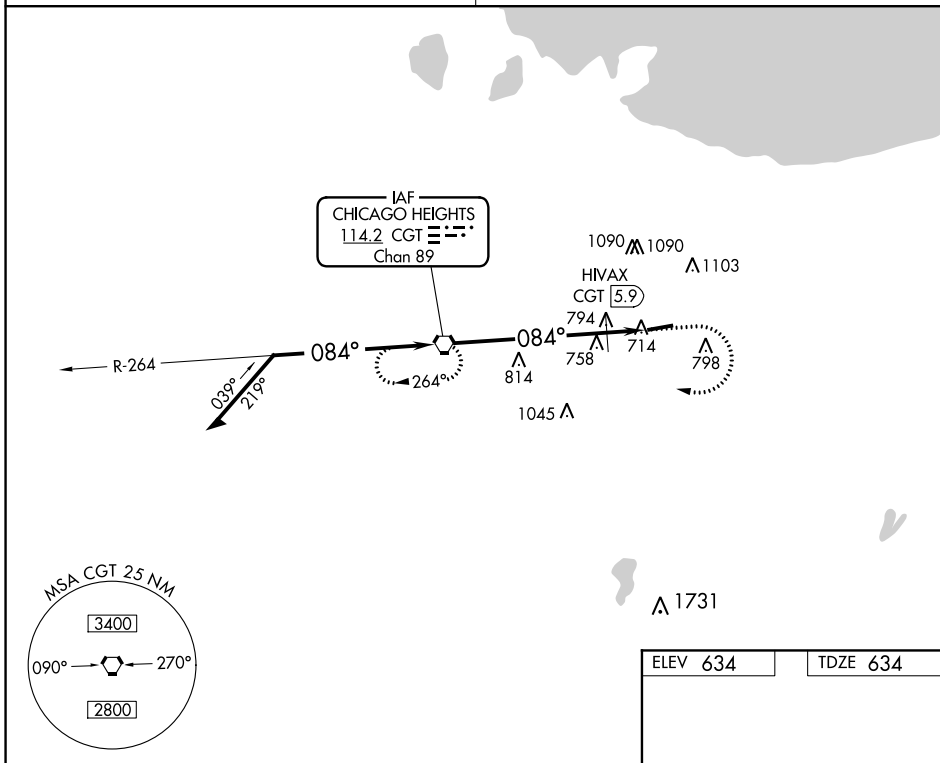 IAF
CHICAGO HEIGHTS
114.2 CGT
Chan 89
1090 1090
1103
HIVAX
CGT 5.9
794
R-264
084°
084°
758
714
798
039°
219°
264°
814
1045
MSA CGT 25 NM
3400
090° 270°
2800
1731
ELEV 634
TDZE 634